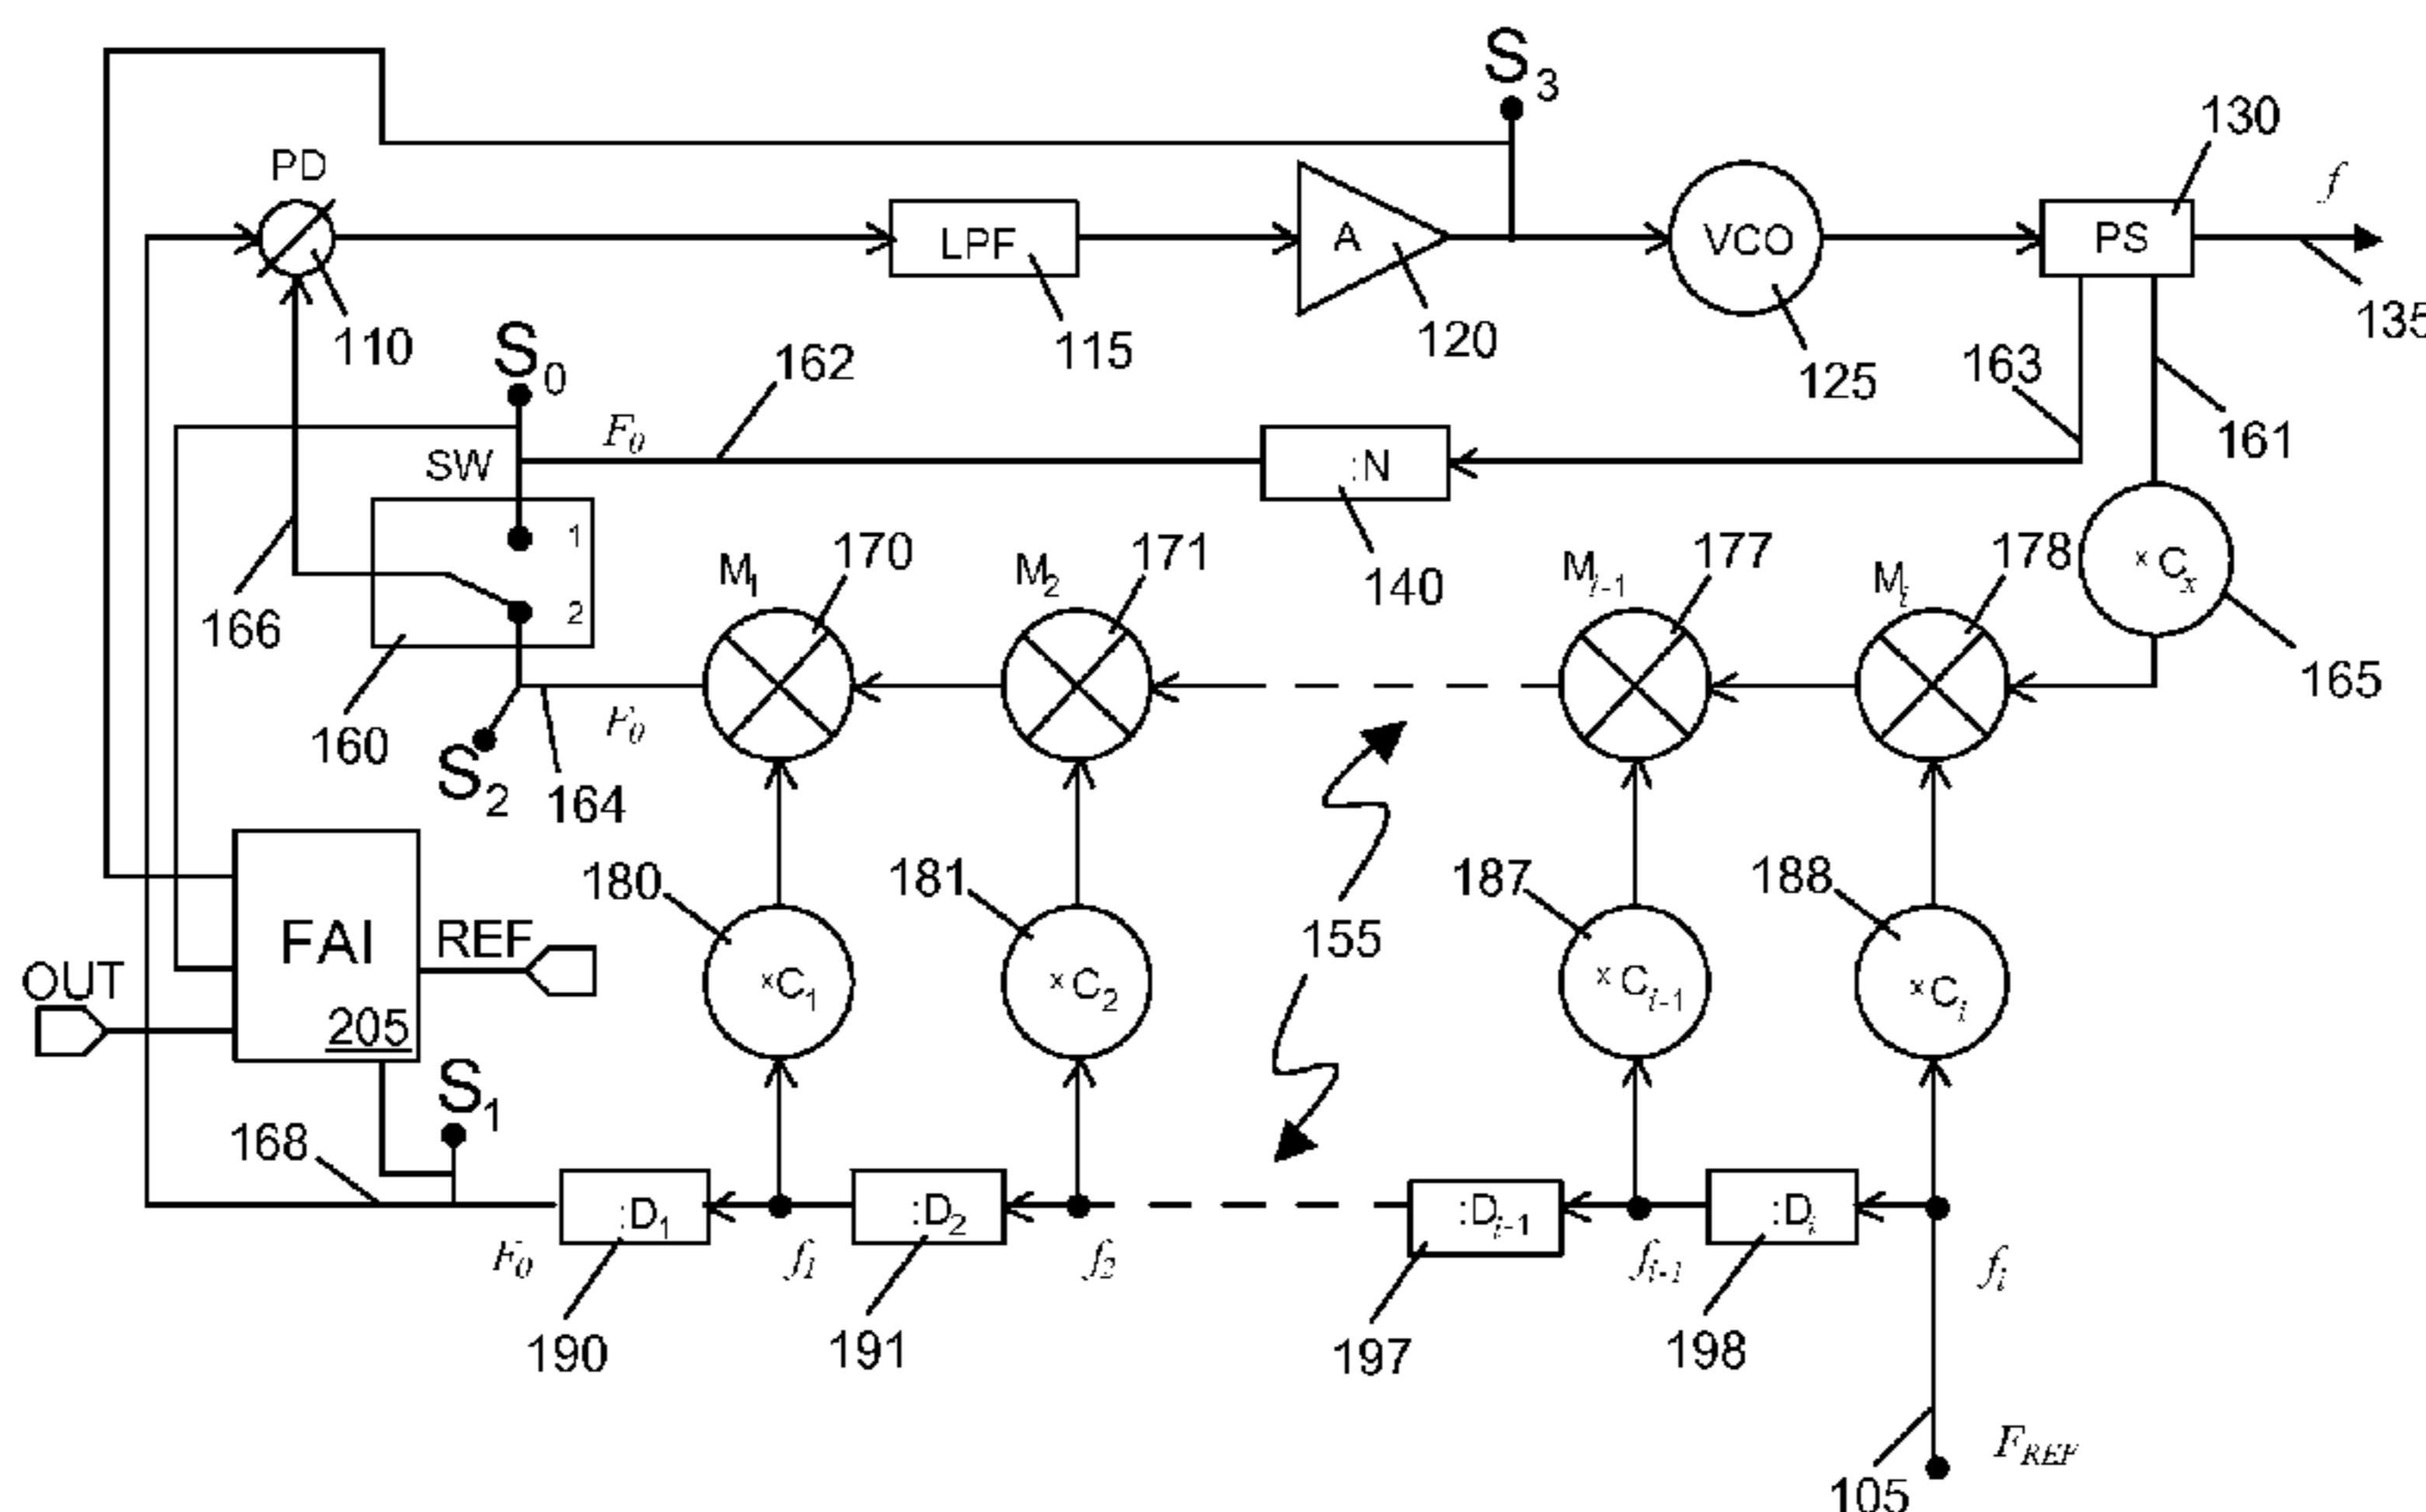 S3
130
PD
f
LPF
A
VCO
PS
110
115
120
125
135
S0
162
163
161
F0
SW
:N
1
2
166
160
140
M1
170
M2
171
Mi-1
177
Mi
178
×Cx
165
S2
F0
164
155
180
181
187
188
FAI
REF
OUT
205
×C1
×C2
×Ci-1
×Ci
S1
168
:D1
:D2
:Di-1
:Di
F0
f1
f2
fi-1
fi
190
191
197
198
105
FREF